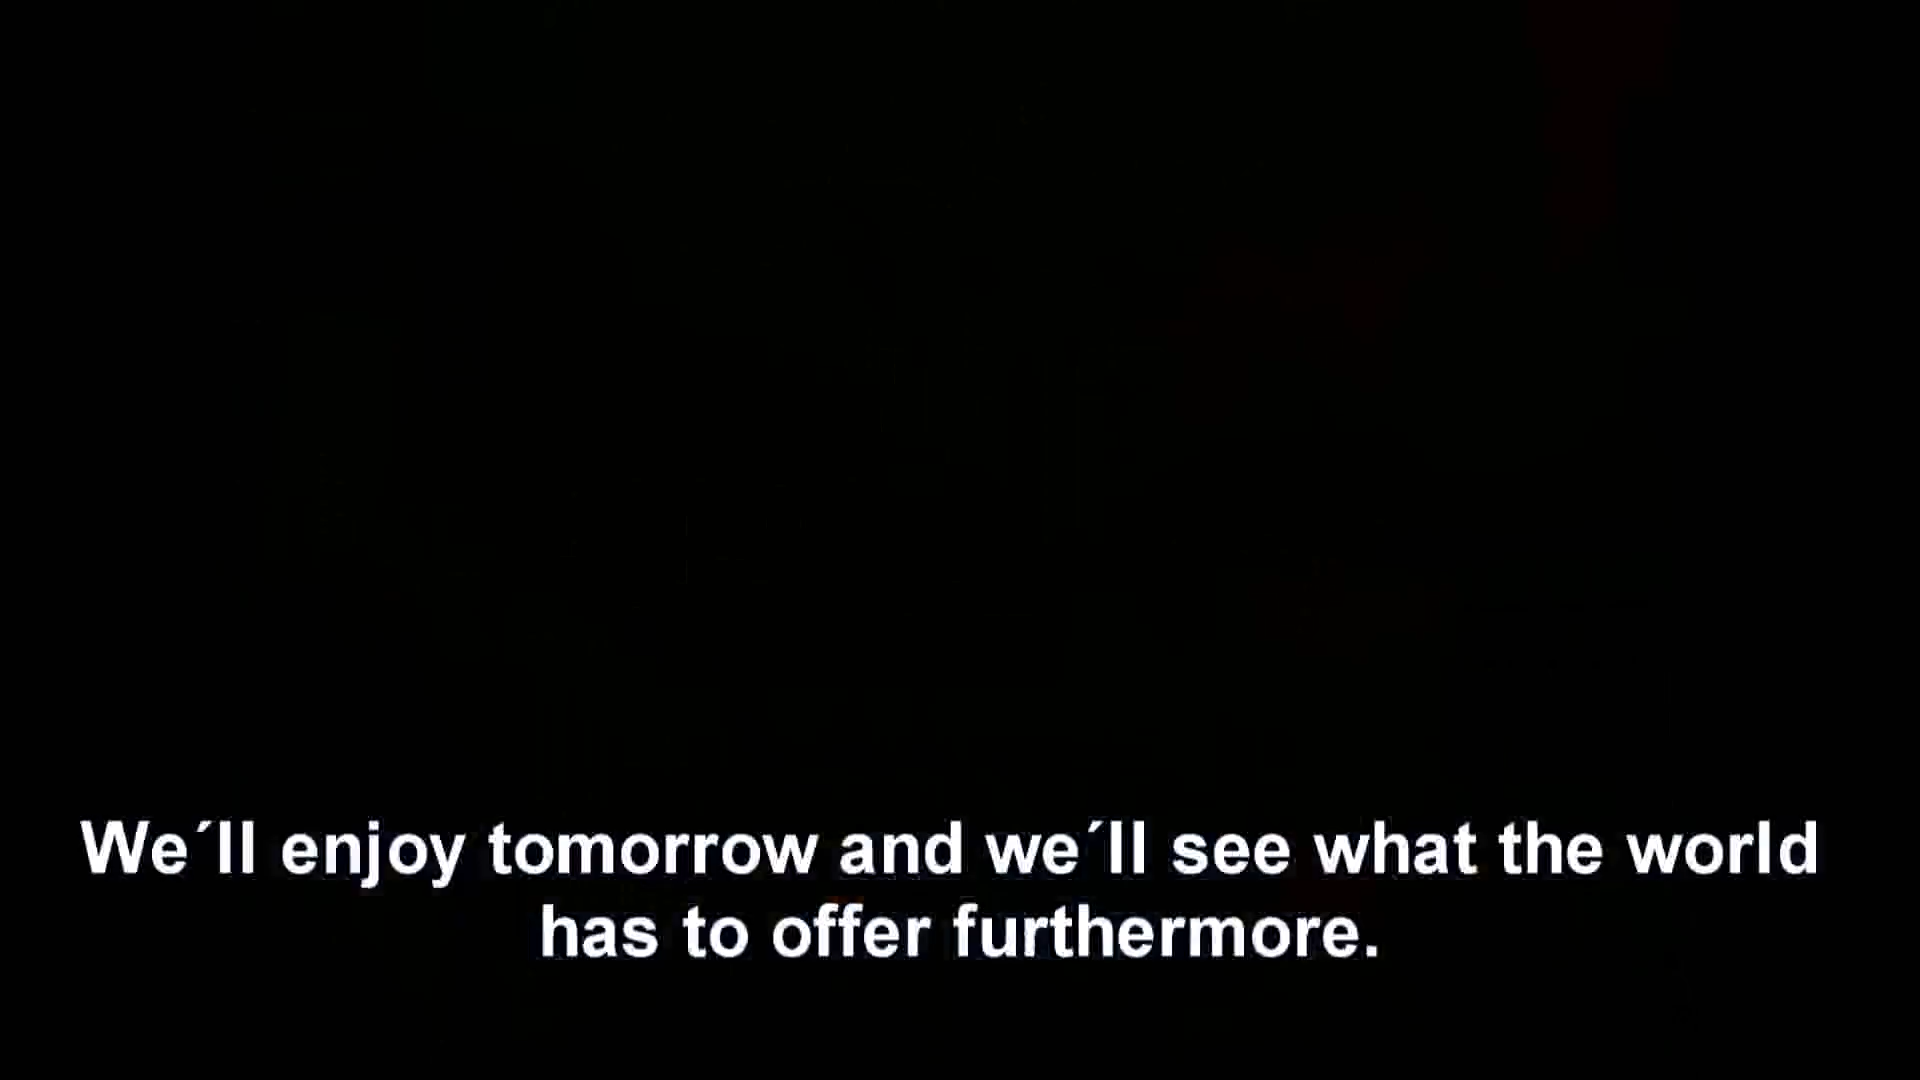 We´ll enjoy tomorrow and we´ll see what the world
has to offer furthermore.